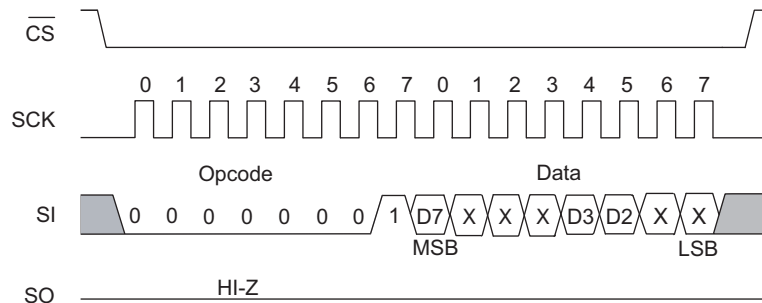 CS
0 1 2 3 4 5 6 7 0 1 2 3 4 5 6 7
SCK
Opcode Data
SI 0 0 0 0 0 0 0 1 D7 X X X D3 D2 X X
MSB LSB
HI-Z
SO